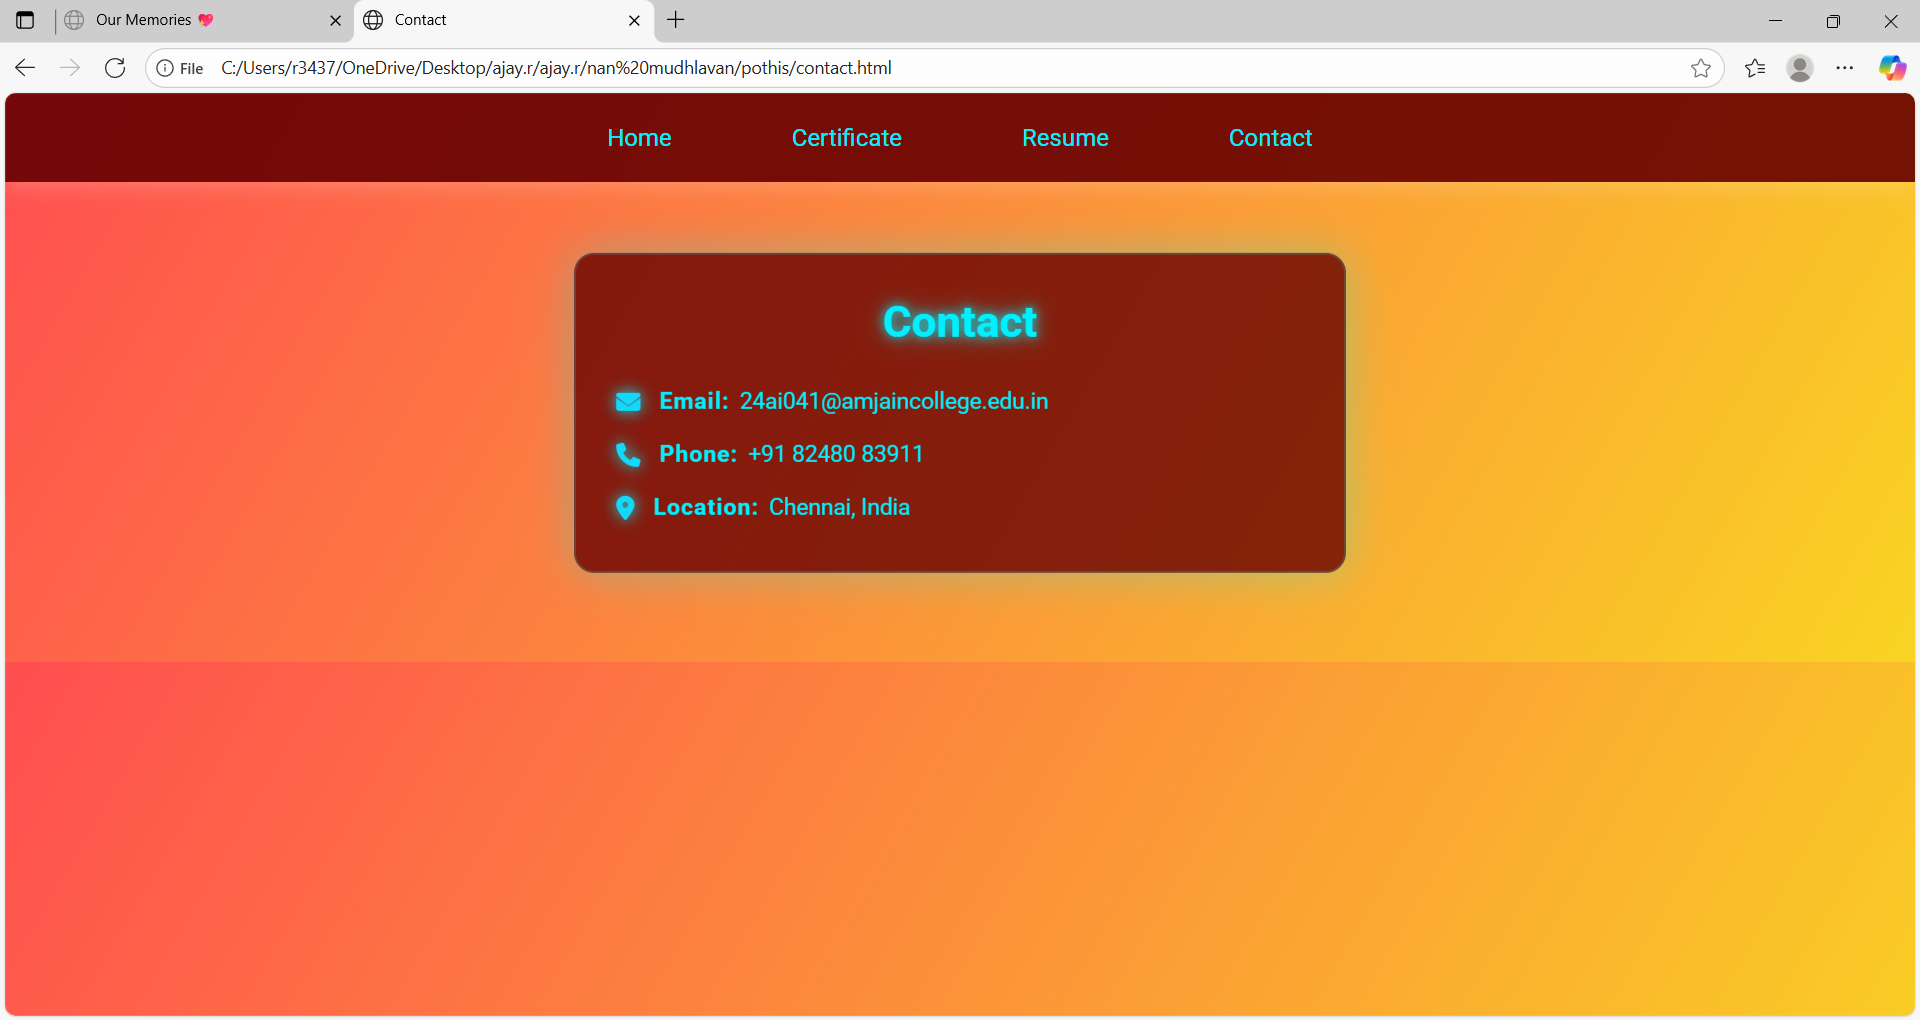 Our Memories 💖
Contact
File C:/Users/r3437/OneDrive/Desktop/ajay.r/ajay.r/nan%20mudhlavan/pothis/contact.html
Home Certificate Resume Contact
Contact
Email: 24ai041@amjaincollege.edu.in
Phone: +91 82480 83911
Location: Chennai, India